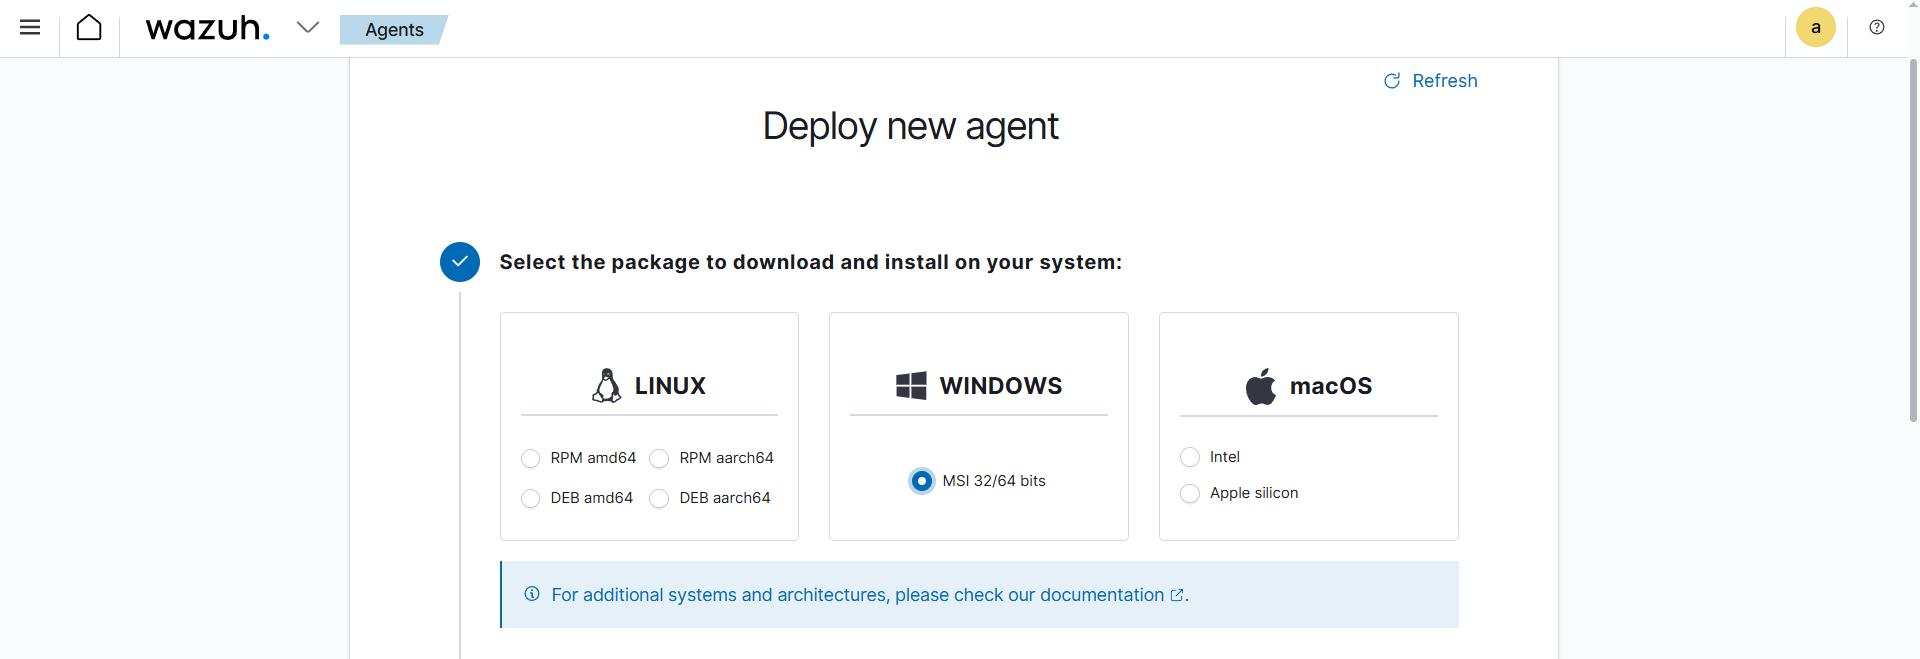 wazuh.
Agents
a
Refresh
Deploy new agent
Select the package to download and install on your system:
LINUX
RPM amd64
RPM aarch64
DEB amd64
DEB aarch64
WINDOWS
MSI 32/64 bits
macOS
Intel
Apple silicon
For additional systems and architectures, please check our documentation.